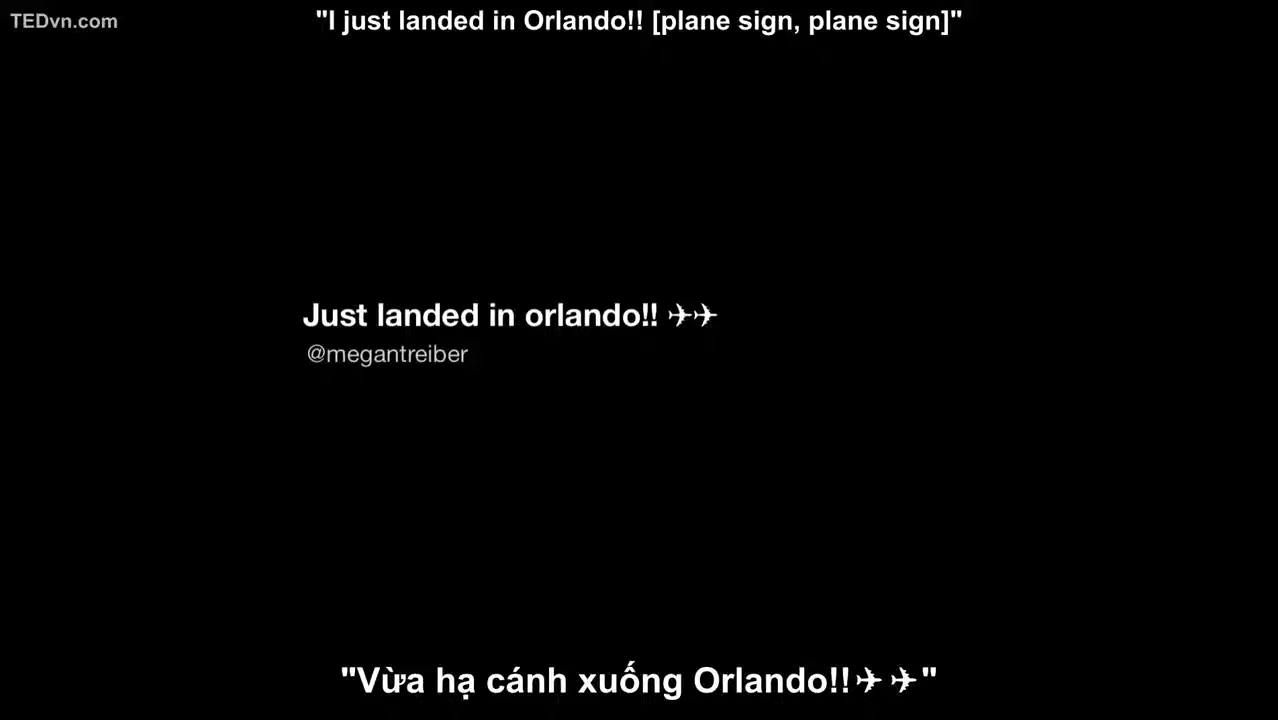 TEDvn.com
"I just landed in Orlando!! [plane sign, plane sign]"
Just landed in orlando!! ✈✈
@megantreiber
"Vừa hạ cánh xuống Orlando!!✈ ✈"